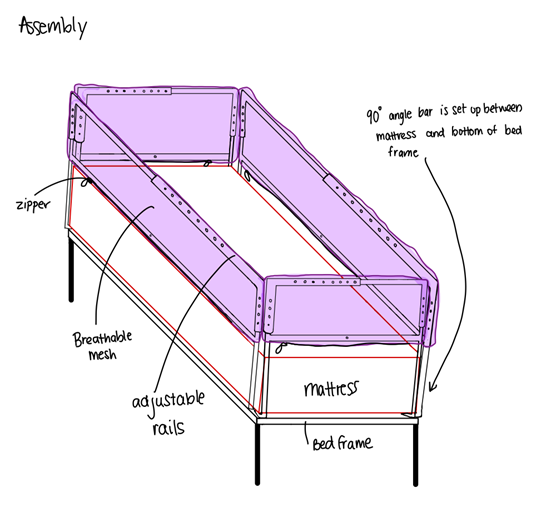 Assembly
90° angle bar is set up between
mattress and bottom of bed
frame
zipper
Breathable
mesh
adjustable
rails
mattress
Bed frame